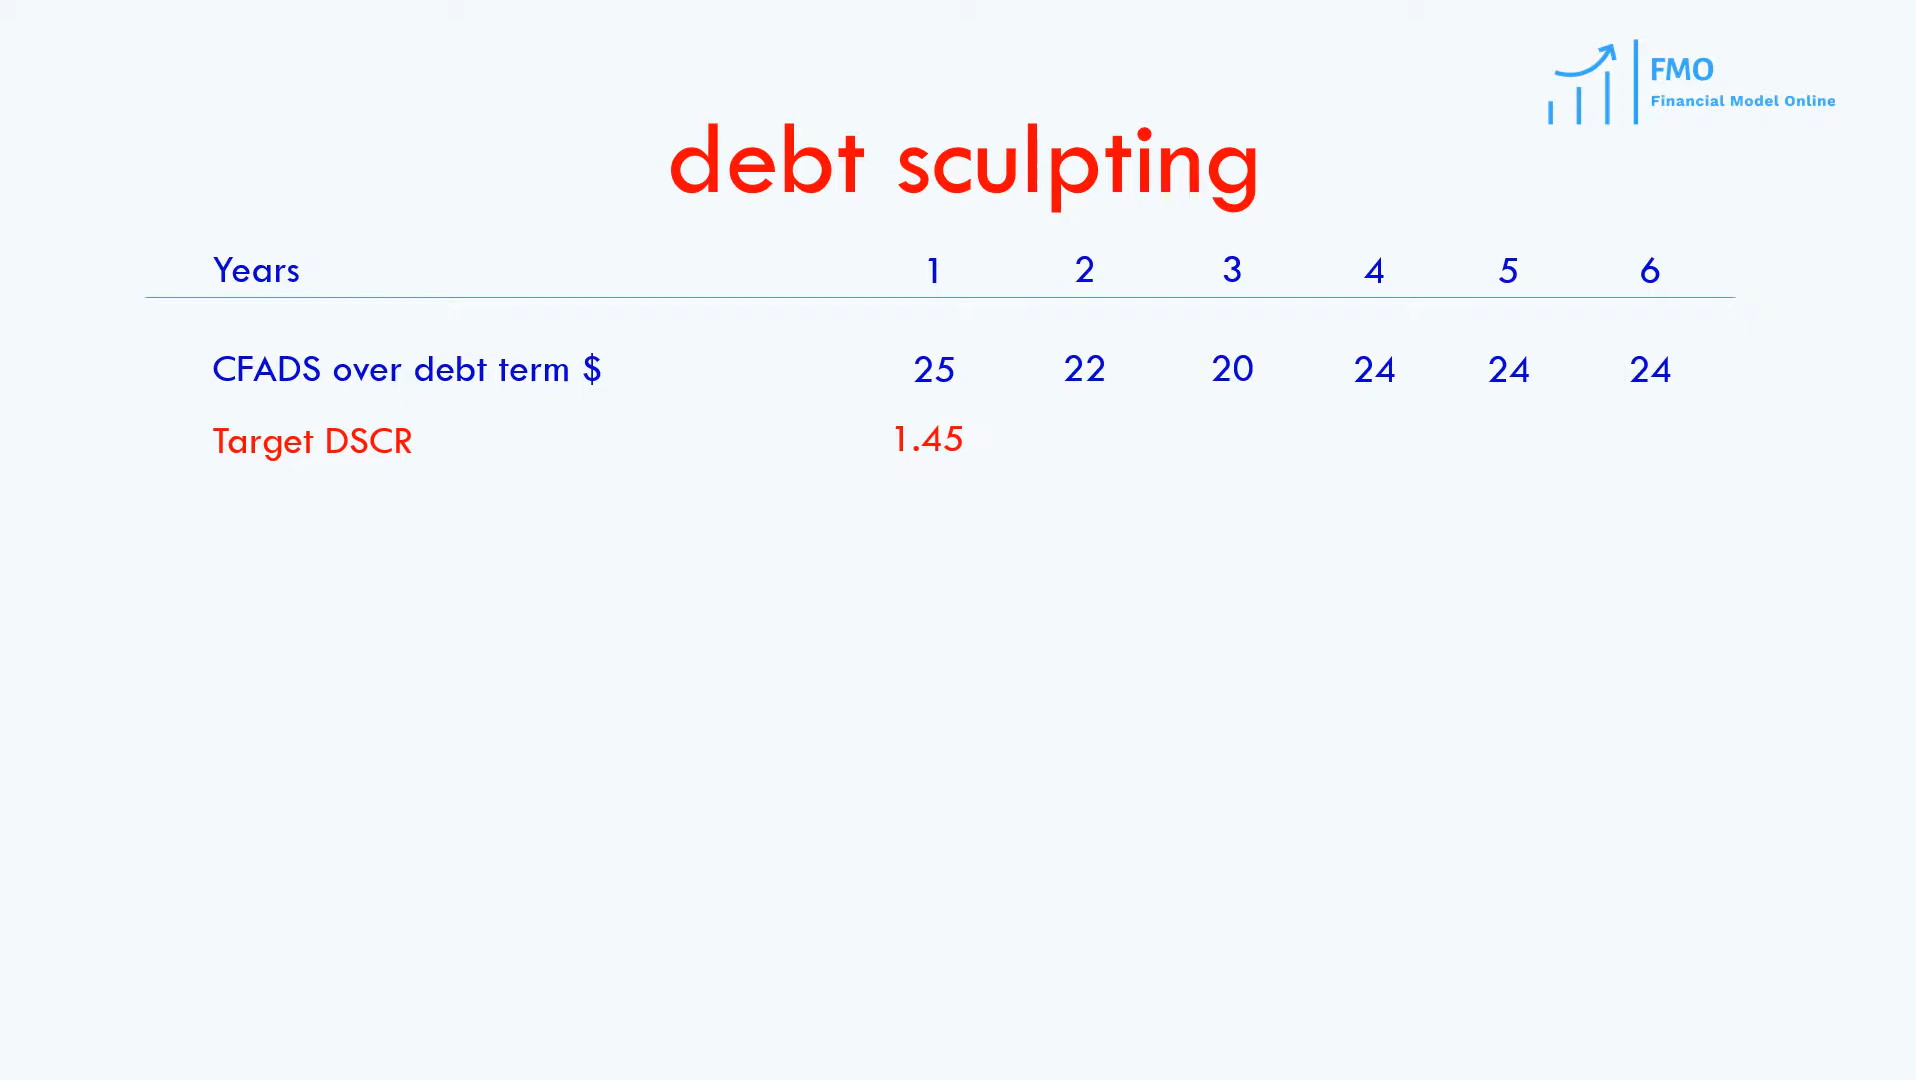 FMO
Financial Model Online
debt sculpting
Years 1 2 3 4 5 6
CFADS over debt term $ 25 22 20 24 24 24
Target DSCR 1.45